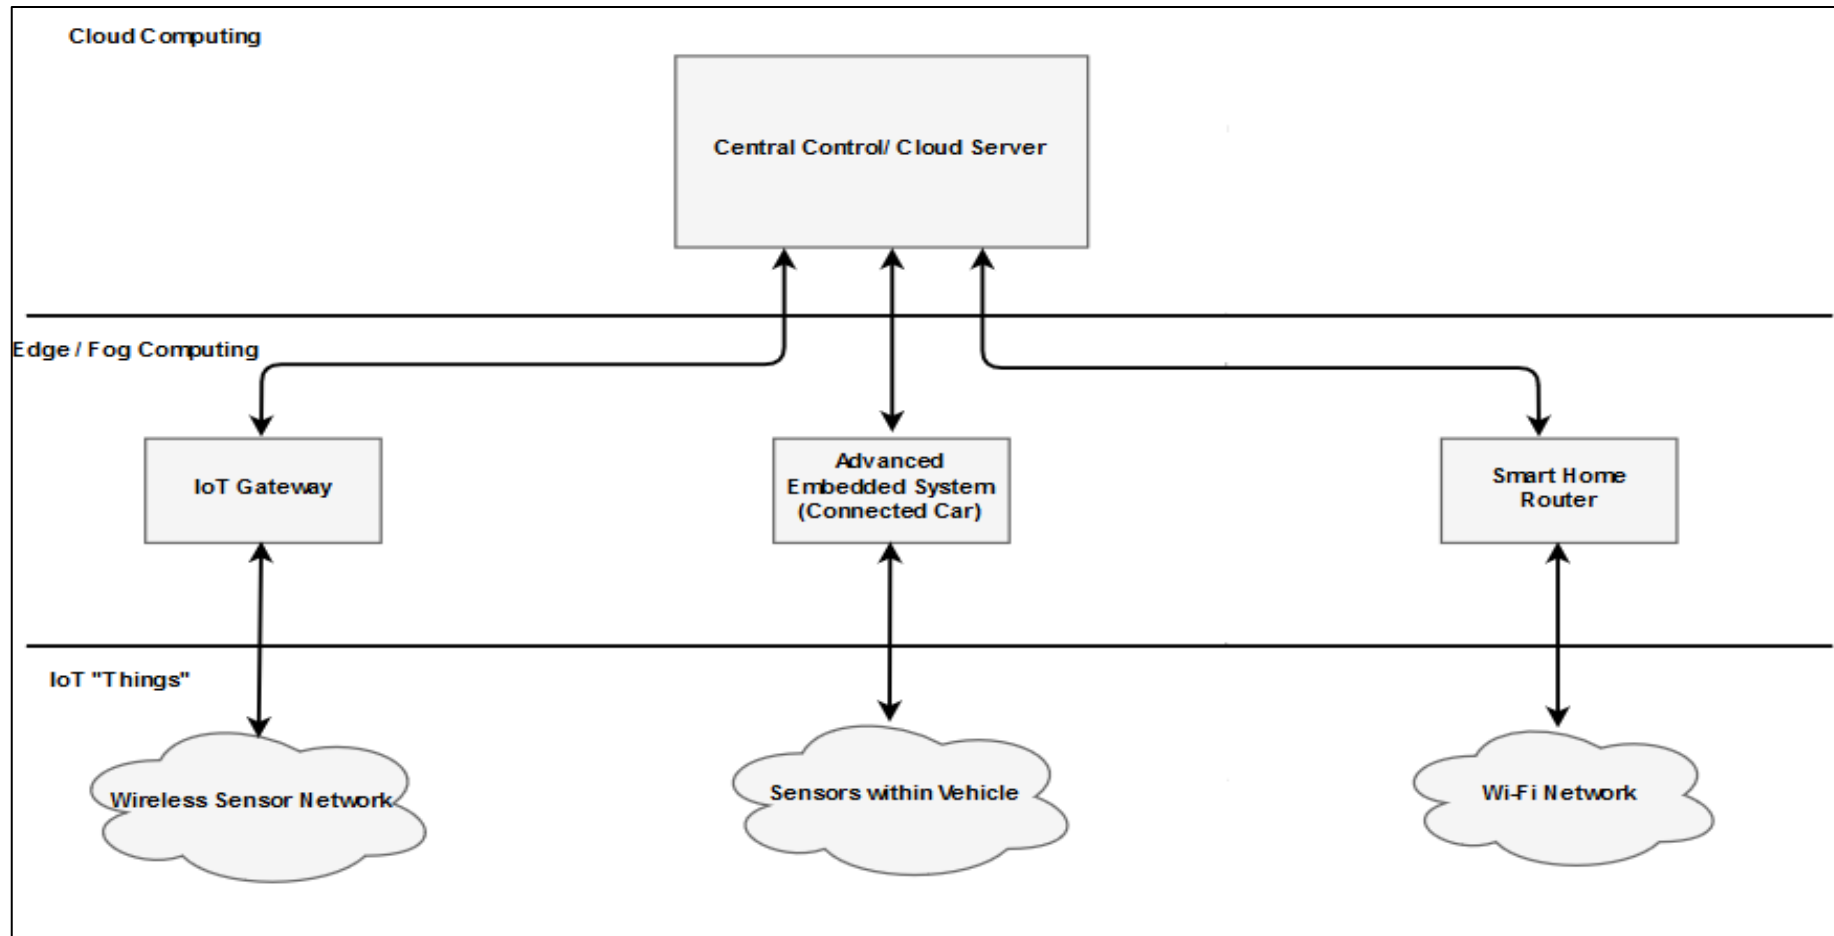 Cloud Computing
Central Control/ Cloud Server
Edge / Fog Computing
IoT Gateway
Advanced
Embedded System
(Connected Car)
Smart Home
Router
IoT "Things"
Wireless Sensor Network
Sensors within Vehicle
Wi-Fi Network